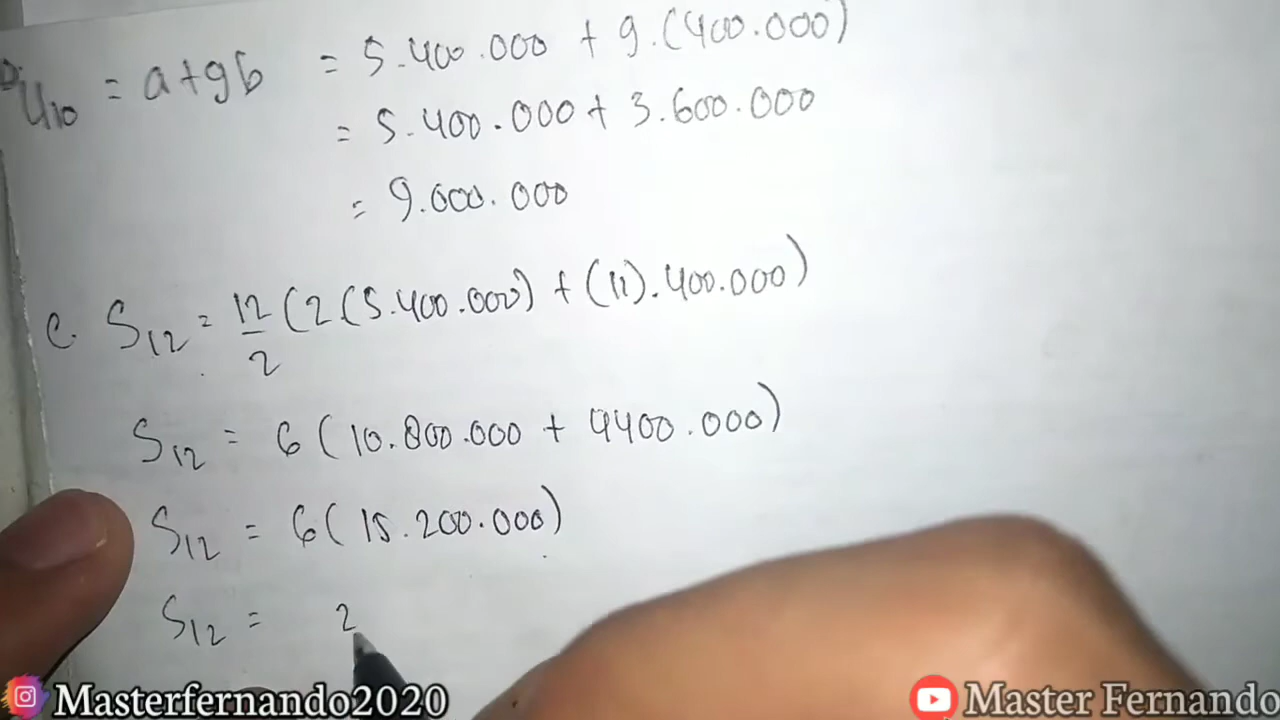 U10 = a+9b = 5.400.000 + 9.(400.000)
= 5.400.000 + 3.600.000
= 9.000.000
C. S12 = 12/2 (2(5.400.000) + (11).400.000)
S12 = 6(10.800.000 + 4400.000)
S12 = 6(15.200.000)
S12 = 2
Masterfernando2020
Master Fernando